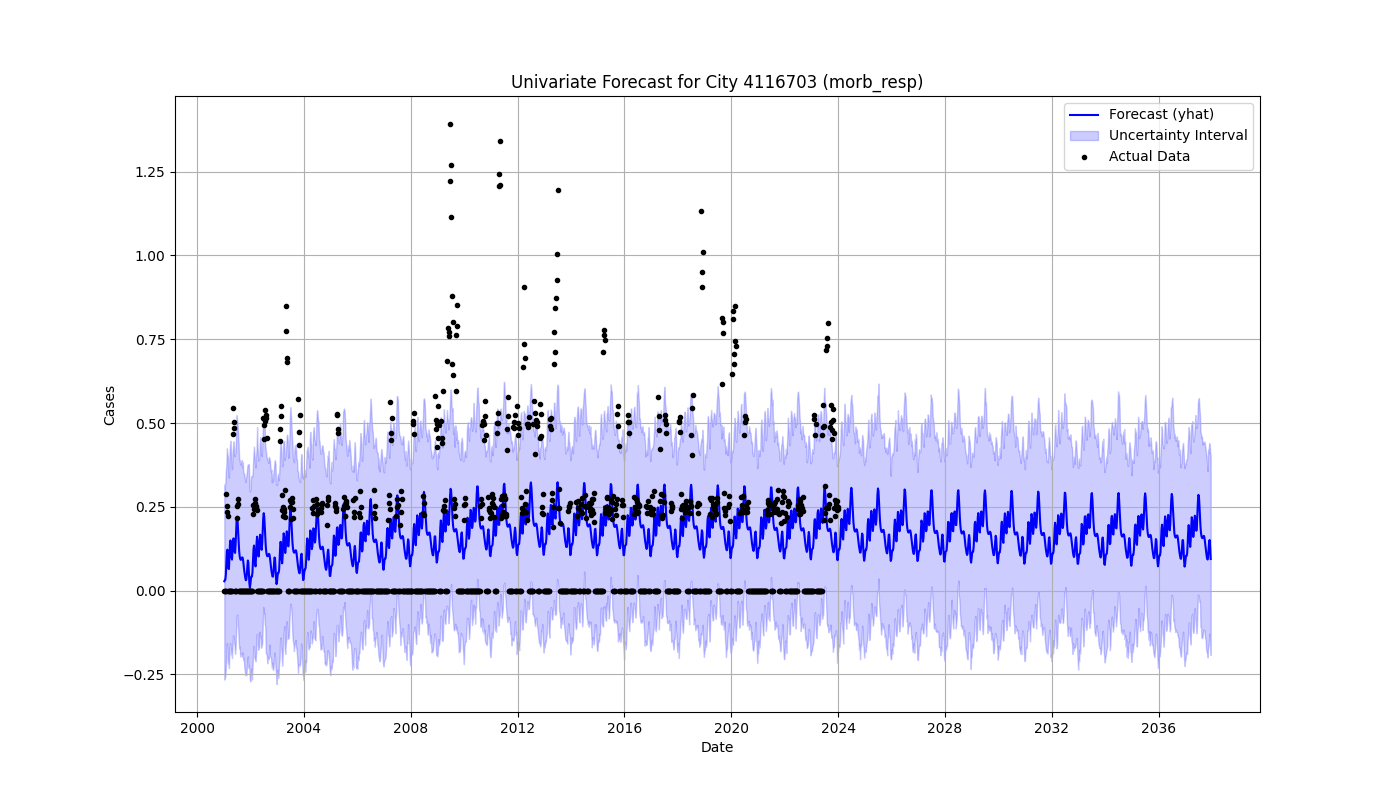 Univariate Forecast for City 4116703 (morb_resp)
Forecast (yhat)
Uncertainty Interval
Actual Data
Cases
1.25
1.00
0.75
0.50
0.25
0.00
−0.25
2000 2004 2008 2012 2016 2020 2024 2028 2032 2036
Date